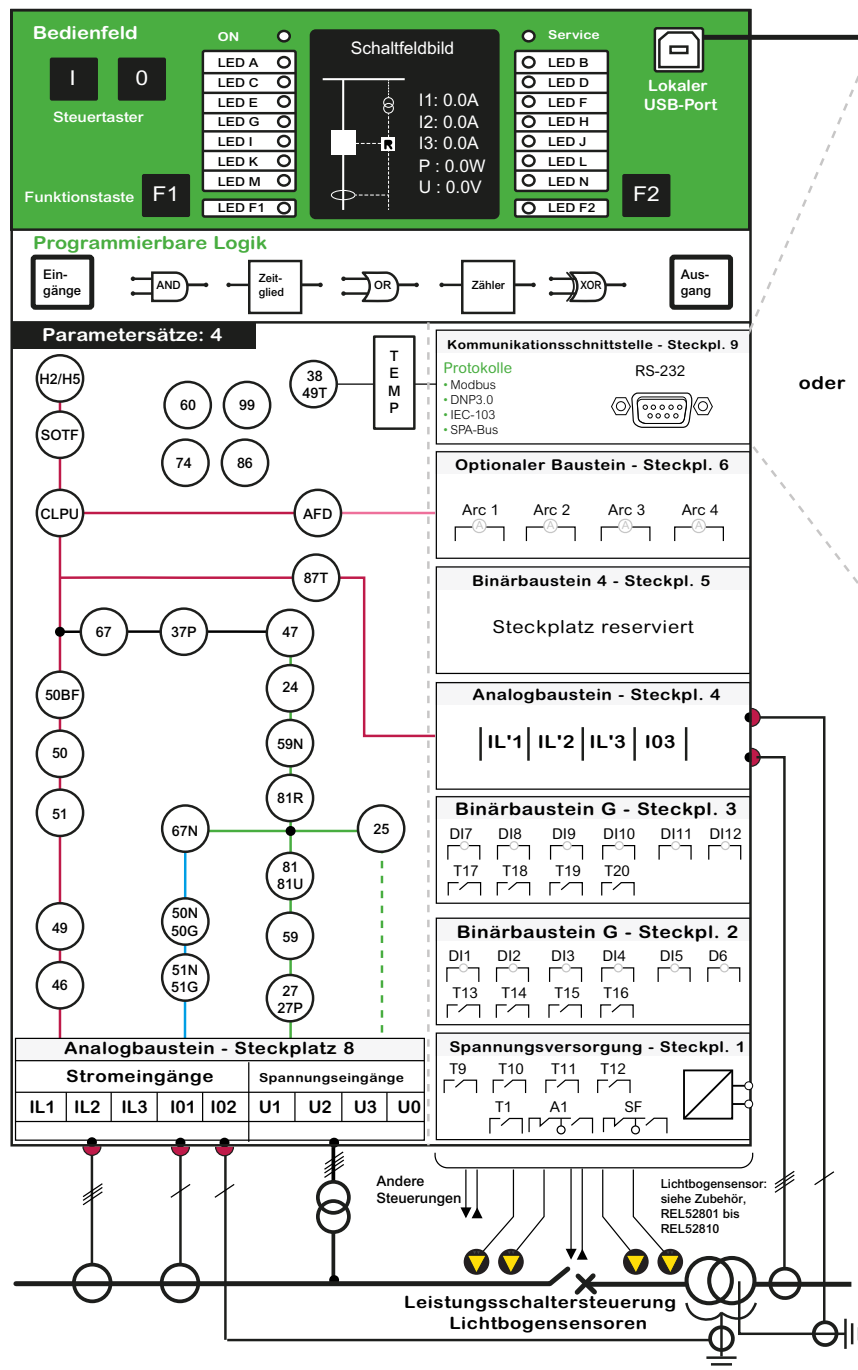 Bedienfeld
ON
Service
Schaltfeldbild
I
0
Steuertaster
LED A
LED C
LED E
LED G
LED I
LED K
LED M
LED F1
I1: 0.0A
I2: 0.0A
I3: 0.0A
P : 0.0W
U : 0.0V
R
LED B
LED D
LED F
LED H
LED J
LED L
LED N
LED F2
Lokaler
USB-Port
Funktionstaste
F1
F2
Programmierbare Logik
Ein-
gänge
AND
Zeit-
glied
OR
Zähler
XOR
Aus-
gang
Parametersätze: 4
H2/H5
SOTF
CLPU
60
99
74
86
38
49T
T
E
M
P
AFD
87T
67
37P
47
24
59N
81R
50BF
50
51
67N
25
81
81U
50N
50G
59
49
51N
51G
27
27P
46
Kommunikationsschnittstelle - Steckpl. 9
Protokolle
• Modbus
• DNP3.0
• IEC-103
• SPA-Bus
RS-232
oder
Optionaler Baustein - Steckpl. 6
Arc 1 Arc 2 Arc 3 Arc 4
A A A A
Binärbaustein 4 - Steckpl. 5
Steckplatz reserviert
Analogbaustein - Steckpl. 4
IL'1 IL'2 IL'3 I03
Binärbaustein G - Steckpl. 3
DI7 DI8 DI9 DI10 DI11 DI12
T17 T18 T19 T20
Binärbaustein G - Steckpl. 2
DI1 DI2 DI3 DI4 DI5 D6
T13 T14 T15 T16
Spannungsversorgung - Steckpl. 1
T9 T10 T11 T12
T1 A1 SF
Analogbaustein - Steckplatz 8
Stromeingänge
Spannungseingänge
IL1 IL2 IL3 I01 I02 U1 U2 U3 U0
Andere
Steuerungen
Lichtbogensensor:
siehe Zubehör,
REL52801 bis
REL52810
Leistungsschaltersteuerung
Lichtbogensensoren